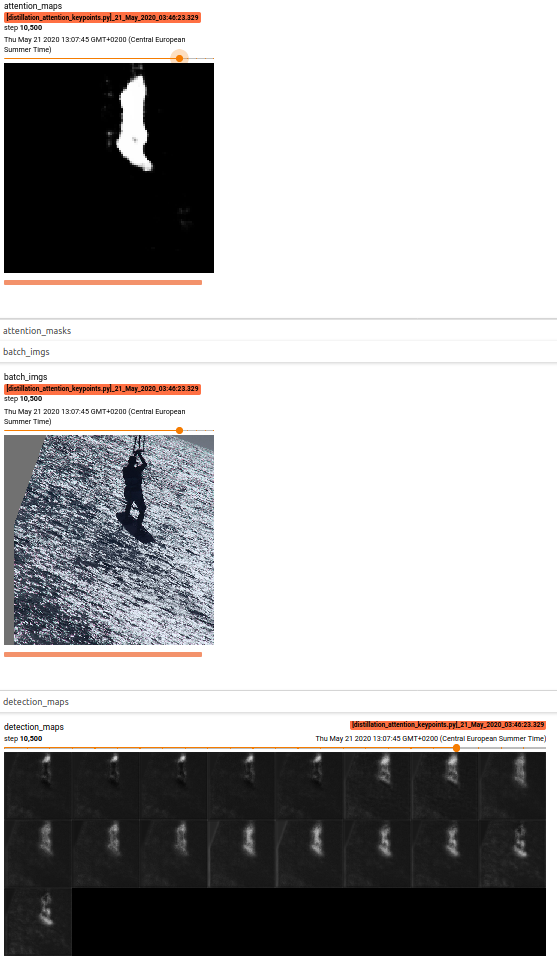 attention_maps
[distillation_attention_keypoints.py]_21_May_2020_03:46:23.329
step 10,500
Thu May 21 2020 13:07:45 GMT+0200 (Central European
Summer Time)
attention_masks
batch_imgs
batch_imgs
[distillation_attention_keypoints.py]_21_May_2020_03:46:23.329
step 10,500
Thu May 21 2020 13:07:45 GMT+0200 (Central European
Summer Time)
detection_maps
detection_maps
[distillation_attention_keypoints.py]_21_May_2020_03:46:23.329
step 10,500
Thu May 21 2020 13:07:45 GMT+0200 (Central European Summer Time)